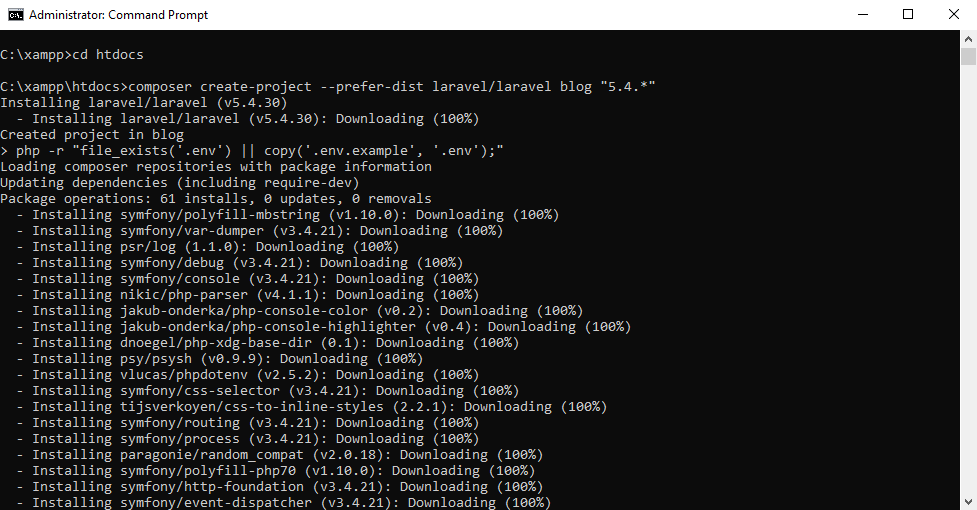 Administrator: Command Prompt
C:\xampp>cd htdocs
C:\xampp\htdocs>composer create-project --prefer-dist laravel/laravel blog "5.4.*"
Installing laravel/laravel (v5.4.30)
  - Installing laravel/laravel (v5.4.30): Downloading (100%)
Created project in blog
> php -r "file_exists('.env') || copy('.env.example', '.env');"
Loading composer repositories with package information
Updating dependencies (including require-dev)
Package operations: 61 installs, 0 updates, 0 removals
  - Installing symfony/polyfill-mbstring (v1.10.0): Downloading (100%)
  - Installing symfony/var-dumper (v3.4.21): Downloading (100%)
  - Installing psr/log (1.1.0): Downloading (100%)
  - Installing symfony/debug (v3.4.21): Downloading (100%)
  - Installing symfony/console (v3.4.21): Downloading (100%)
  - Installing nikic/php-parser (v4.1.1): Downloading (100%)
  - Installing jakub-onderka/php-console-color (v0.2): Downloading (100%)
  - Installing jakub-onderka/php-console-highlighter (v0.4): Downloading (100%)
  - Installing dnoegel/php-xdg-base-dir (0.1): Downloading (100%)
  - Installing psy/psysh (v0.9.9): Downloading (100%)
  - Installing vlucas/phpdotenv (v2.5.2): Downloading (100%)
  - Installing symfony/css-selector (v3.4.21): Downloading (100%)
  - Installing tijsverkoyen/css-to-inline-styles (2.2.1): Downloading (100%)
  - Installing symfony/routing (v3.4.21): Downloading (100%)
  - Installing symfony/process (v3.4.21): Downloading (100%)
  - Installing paragonie/random_compat (v2.0.18): Downloading (100%)
  - Installing symfony/polyfill-php70 (v1.10.0): Downloading (100%)
  - Installing symfony/http-foundation (v3.4.21): Downloading (100%)
  - Installing symfony/event-dispatcher (v3.4.21): Downloading (100%)